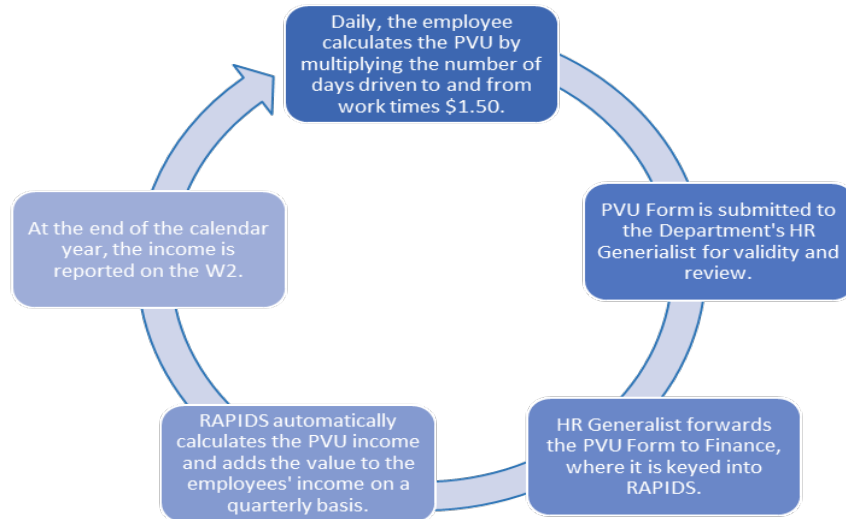 Daily, the employee
calculates the PVU by
multiplying the number of
days driven to and from
work times $1.50.
PVU Form is submitted to
the Department's HR
Generialist for validity and
review.
HR Generalist forwards
the PVU Form to Finance,
where it is keyed into
RAPIDS.
RAPIDS automatically
calculates the PVU income
and adds the value to the
employees' income on a
quarterly basis.
At the end of the calendar
year, the income is
reported on the W2.